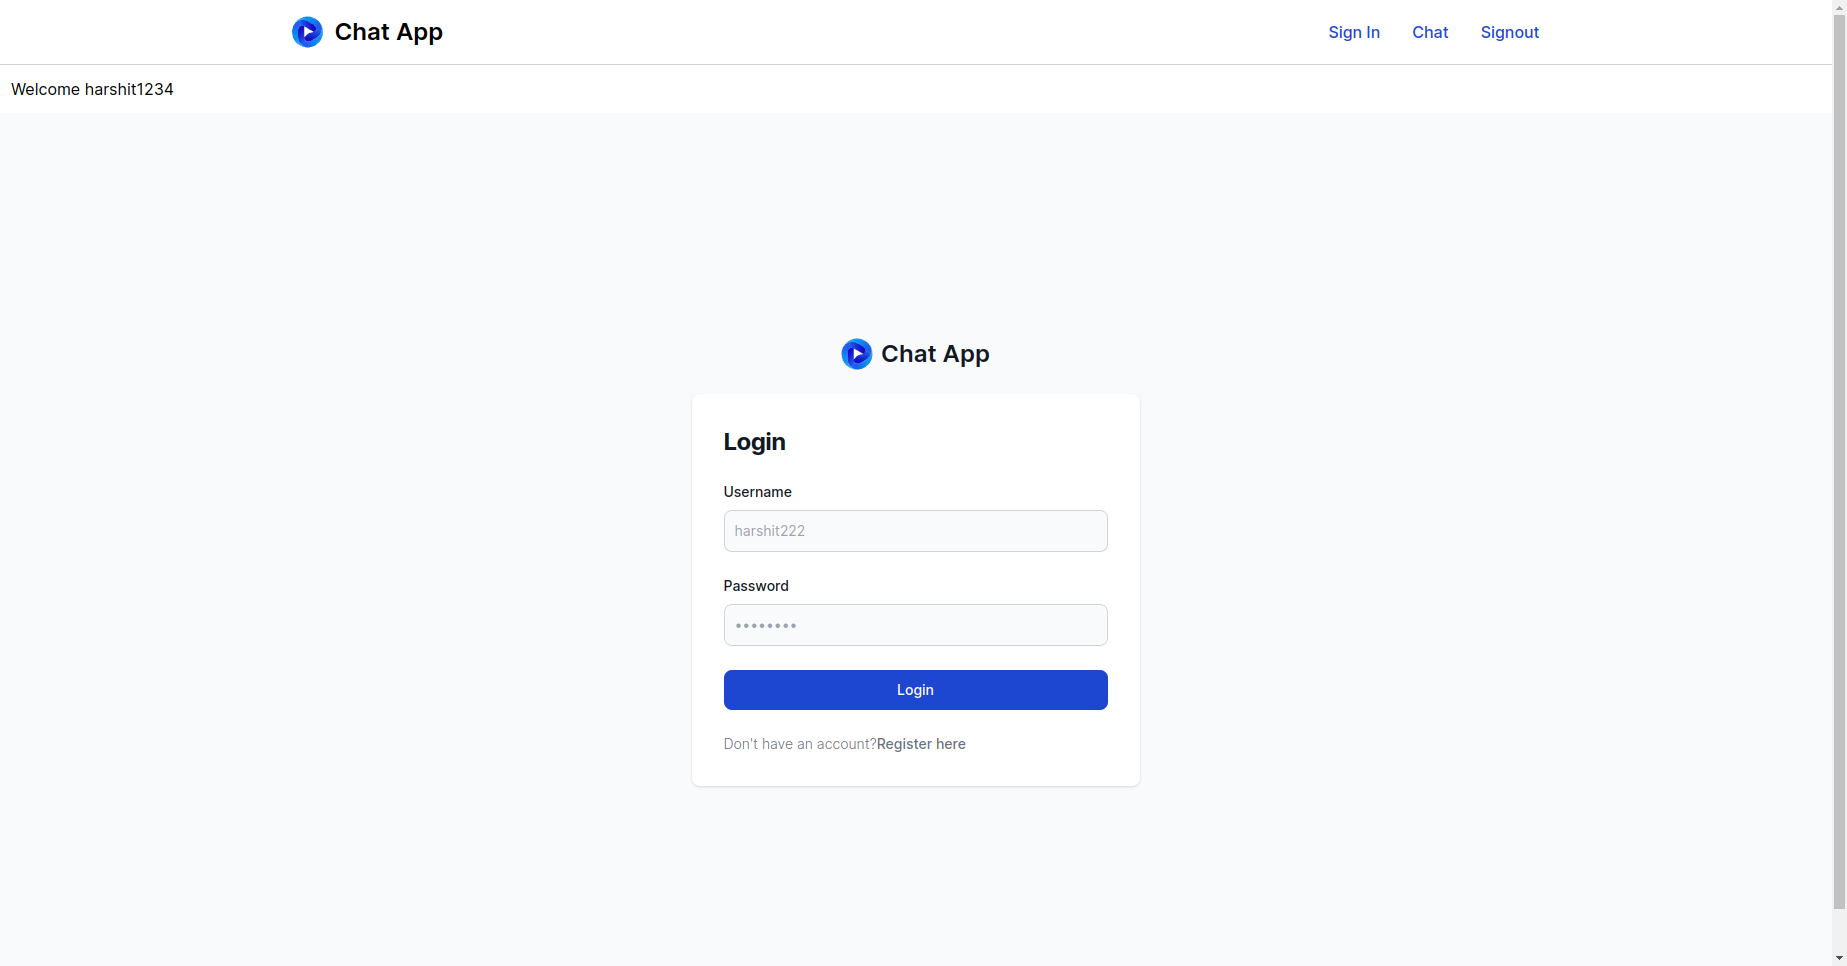 Chat App
Sign In Chat Signout
Welcome harshit1234
Chat App
Login
Username
harshit222
Password
••••••••
Login
Don't have an account?Register here